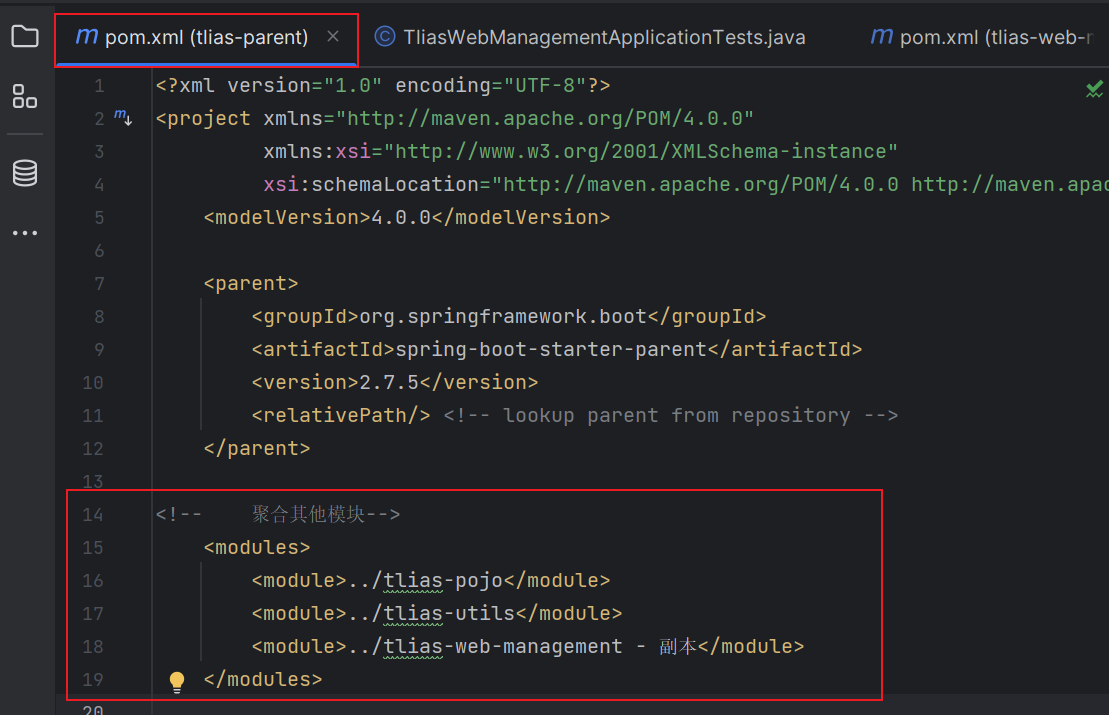 pom.xml (tlias-parent)
TliasWebManagementApplicationTests.java
pom.xml (tlias-web-
1 <?xml version="1.0" encoding="UTF-8"?>
2 <project xmlns="http://maven.apache.org/POM/4.0.0"
3 xmlns:xsi="http://www.w3.org/2001/XMLSchema-instance"
4 xsi:schemaLocation="http://maven.apache.org/POM/4.0.0 http://maven.apac
5 <modelVersion>4.0.0</modelVersion>
6
7 <parent>
8 <groupId>org.springframework.boot</groupId>
9 <artifactId>spring-boot-starter-parent</artifactId>
10 <version>2.7.5</version>
11 <relativePath/> <!-- lookup parent from repository -->
12 </parent>
13
14 <!-- 聚合其他模块-->
15 <modules>
16 <module>../tlias-pojo</module>
17 <module>../tlias-utils</module>
18 <module>../tlias-web-management - 副本</module>
19 </modules>
20